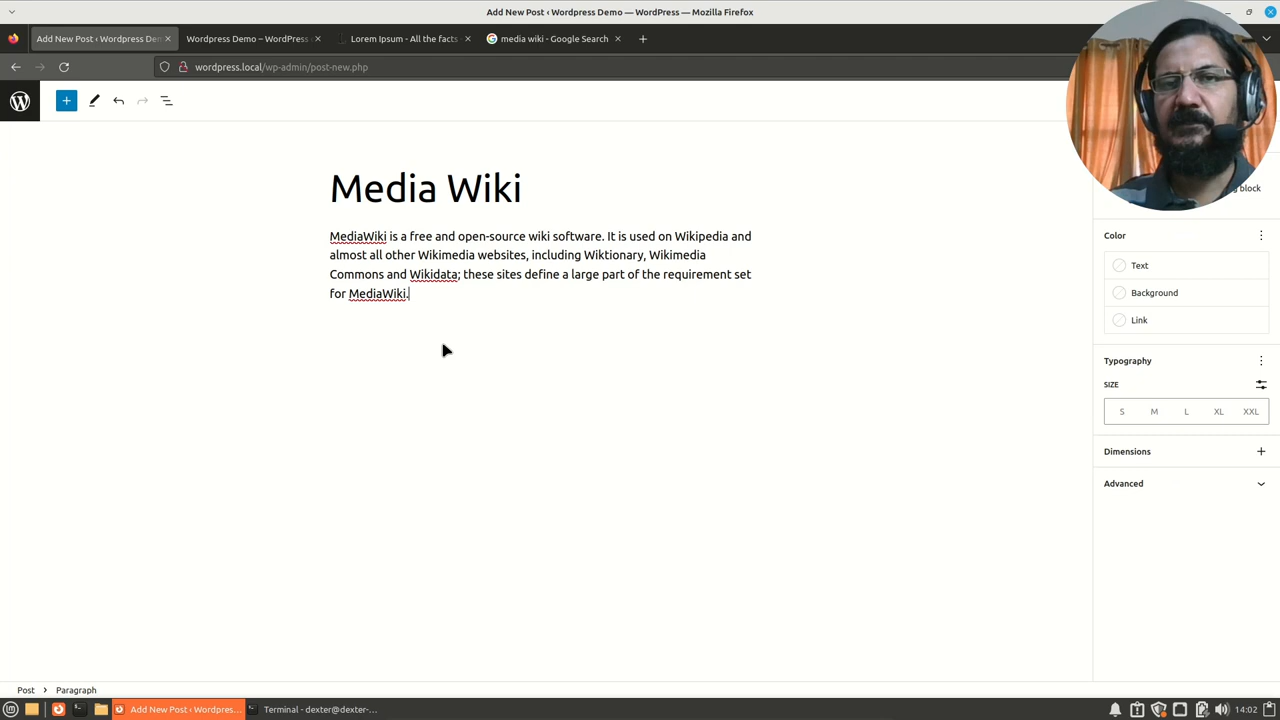 Add New Post ‹ Wordpress Demo — WordPress — Mozilla Firefox
Add New Post ‹ Wordpress Dem
Wordpress Demo – WordPress
Lorem Ipsum - All the facts
media wiki - Google Search
wordpress.local/wp-admin/post-new.php
Media Wiki
MediaWiki is a free and open-source wiki software. It is used on Wikipedia and
almost all other Wikimedia websites, including Wiktionary, Wikimedia
Commons and Wikidata; these sites define a large part of the requirement set
for MediaWiki.
block
Color
Text
Background
Link
Typography
SIZE
S M L XL XXL
Dimensions
Advanced
Post › Paragraph
Add New Post ‹ Wordpres...
Terminal - dexter@dexter-...
14:02